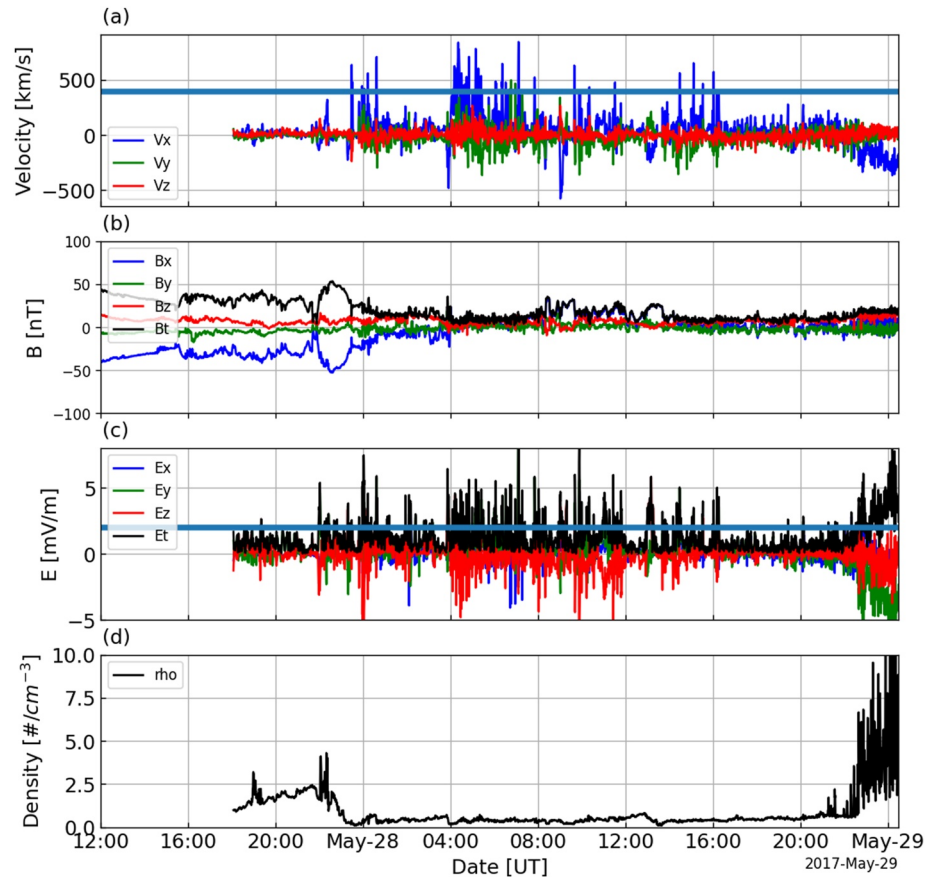 (a)
Velocity [km/s]
500
0
−500
Vx
Vy
Vz
(b)
B [nT]
100
50
0
−50
−100
Bx
By
Bz
Bt
(c)
E [mV/m]
5
0
−5
Ex
Ey
Ez
Et
(d)
Density [#/cm⁻³]
10.0
7.5
5.0
2.5
0.0
rho
12:00 16:00 20:00 May-28 04:00 08:00 12:00 16:00 20:00 May-29
Date [UT]
2017-May-29